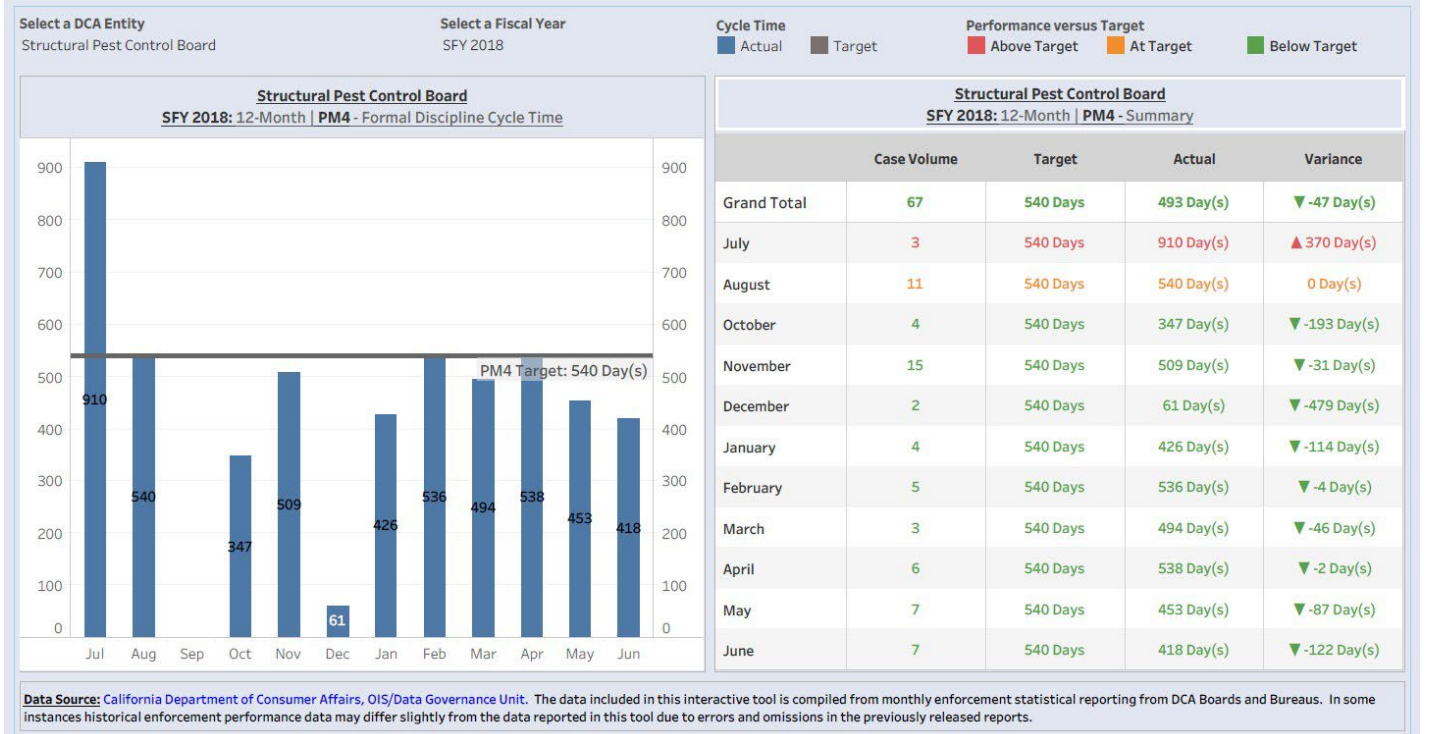 Select a DCA Entity
Structural Pest Control Board
Select a Fiscal Year
SFY 2018
Cycle Time
Actual Target
Performance versus Target
Above Target At Target Below Target
Structural Pest Control Board
SFY 2018: 12-Month | PM4 - Formal Discipline Cycle Time
900 900
800 800
700 700
600 600
500 500
400 400
300 300
200 200
100 100
0 0
PM4 Target: 540 Day(s)
910
540
347
509
61
426
536
494
538
453
418
Jul Aug Sep Oct Nov Dec Jan Feb Mar Apr May Jun
Structural Pest Control Board
SFY 2018: 12-Month | PM4 - Summary
Case Volume Target Actual Variance
Grand Total 67 540 Days 493 Day(s) ▼ -47 Day(s)
July 3 540 Days 910 Day(s) ▲ 370 Day(s)
August 11 540 Days 540 Day(s) 0 Day(s)
October 4 540 Days 347 Day(s) ▼ -193 Day(s)
November 15 540 Days 509 Day(s) ▼ -31 Day(s)
December 2 540 Days 61 Day(s) ▼ -479 Day(s)
January 4 540 Days 426 Day(s) ▼ -114 Day(s)
February 5 540 Days 536 Day(s) ▼ -4 Day(s)
March 3 540 Days 494 Day(s) ▼ -46 Day(s)
April 6 540 Days 538 Day(s) ▼ -2 Day(s)
May 7 540 Days 453 Day(s) ▼ -87 Day(s)
June 7 540 Days 418 Day(s) ▼ -122 Day(s)
Data Source: California Department of Consumer Affairs, OIS/Data Governance Unit. The data included in this interactive tool is compiled from monthly enforcement statistical reporting from DCA Boards and Bureaus. In some
instances historical enforcement performance data may differ slightly from the data reported in this tool due to errors and omissions in the previously released reports.